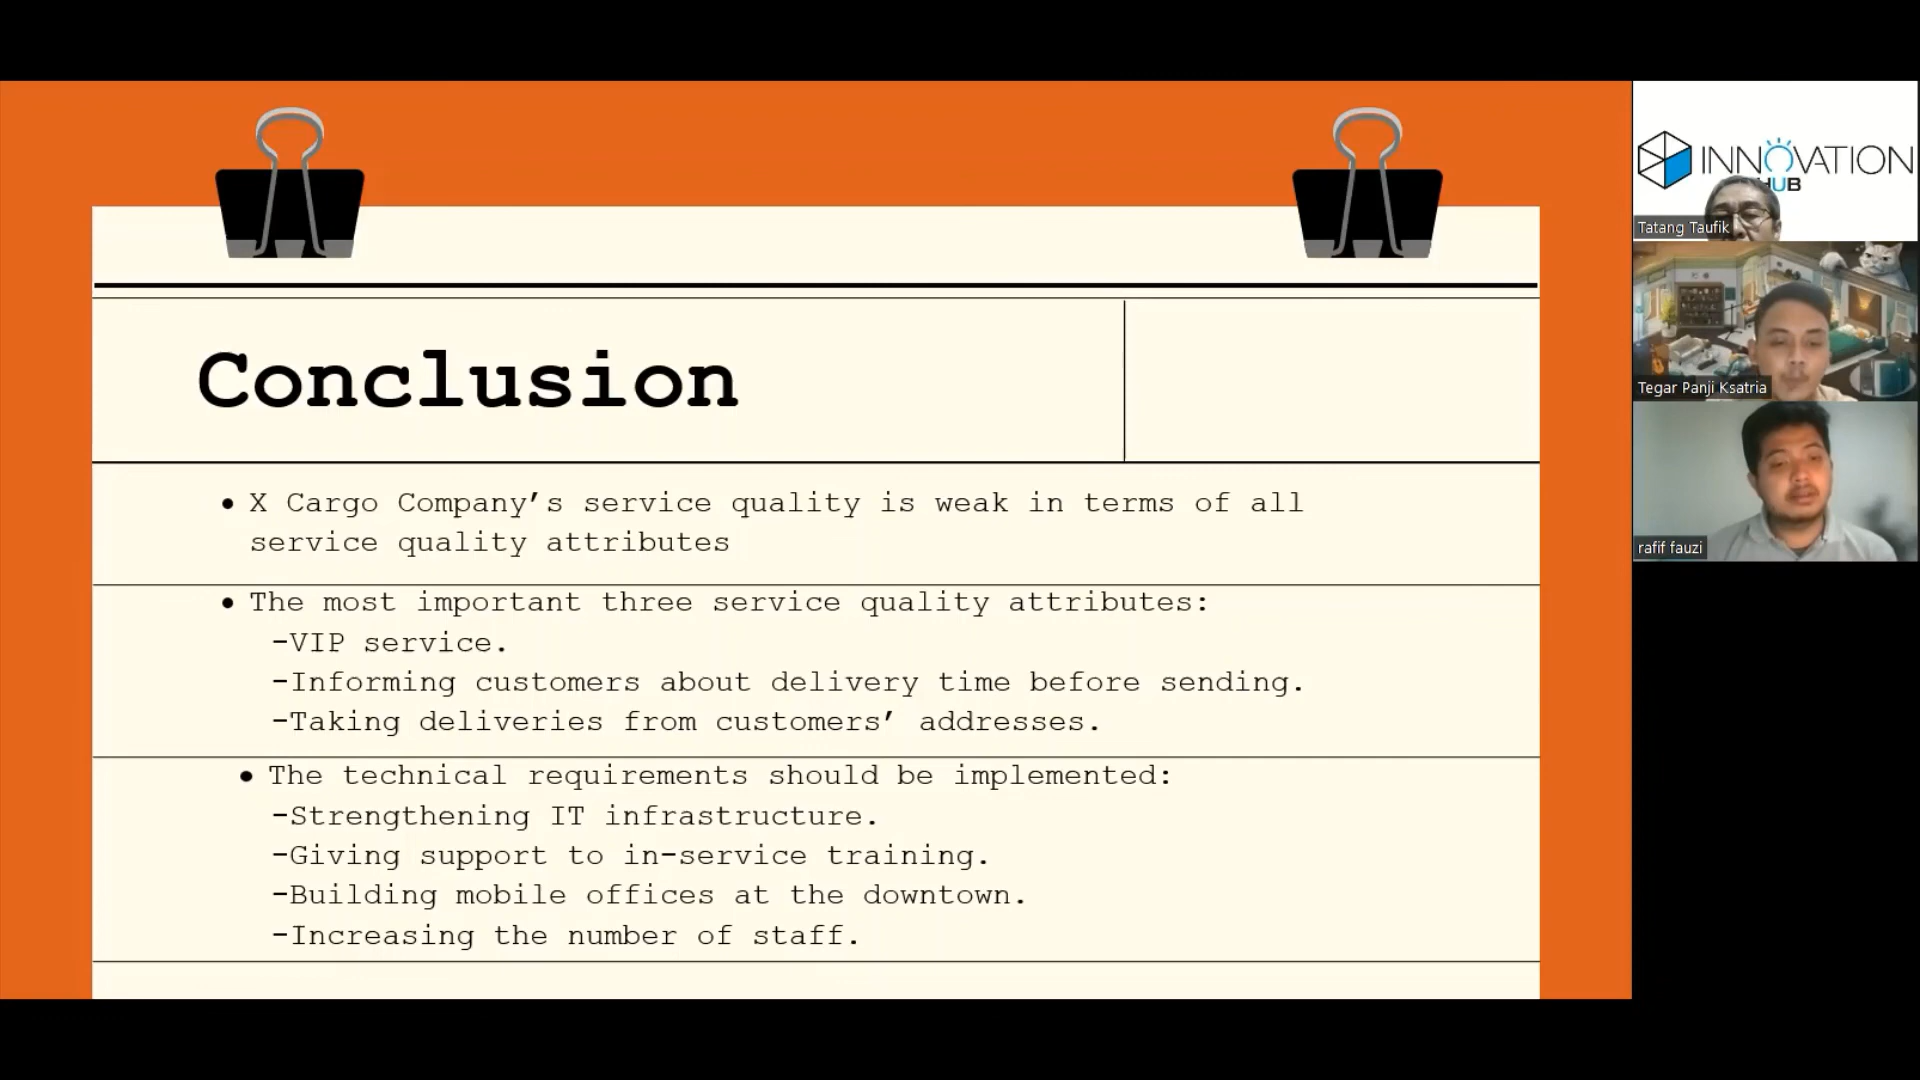 Conclusion
• X Cargo Company’s service quality is weak in terms of all
service quality attributes
• The most important three service quality attributes:
-VIP service.
-Informing customers about delivery time before sending.
-Taking deliveries from customers’ addresses.
• The technical requirements should be implemented:
-Strengthening IT infrastructure.
-Giving support to in-service training.
-Building mobile offices at the downtown.
-Increasing the number of staff.
INNOVATION
HUB
Tatang Taufik
Tegar Panji Ksatria
rafif fauzi